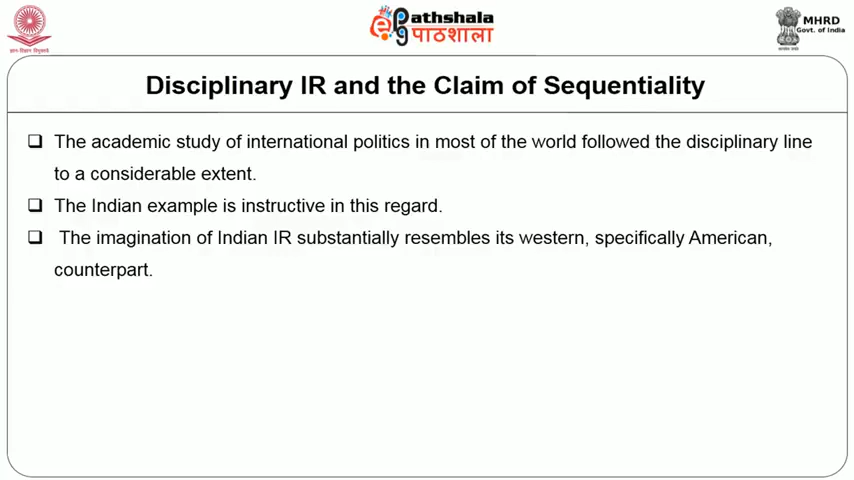 ePG Pathshala
पाठशाला
MHRD
Govt. of India
Disciplinary IR and the Claim of Sequentiality
The academic study of international politics in most of the world followed the disciplinary line
to a considerable extent.
The Indian example is instructive in this regard.
The imagination of Indian IR substantially resembles its western, specifically American,
counterpart.